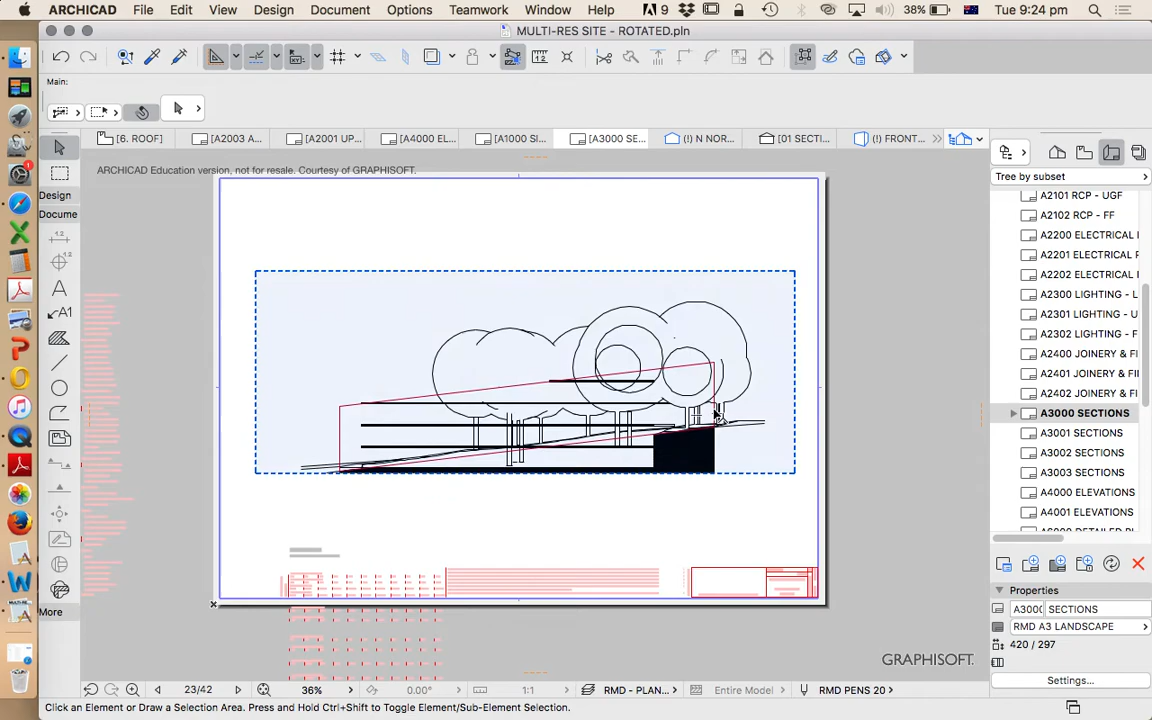 ARCHICAD File Edit View Design Document Options Teamwork Window Help 9 38% Tue 9:24 pm
MULTI-RES SITE - ROTATED.pln
Main:
[6. ROOF] [A2003 A... [A2001 UP... [A4000 EL... [A1000 SI... [A3000 SE... (!) N NOR... [01 SECTI... (!) FRONT...
ARCHICAD Education version, not for resale. Courtesy of GRAPHISOFT.
Design
Docume
1.2
A
A1
More
Tree by subset
A2101 RCP - UGF
A2102 RCP - FF
A2200 ELECTRICAL
A2201 ELECTRICAL
A2202 ELECTRICAL
A2300 LIGHTING - L
A2301 LIGHTING - U
A2302 LIGHTING - F
A2400 JOINERY & FI
A2401 JOINERY & FI
A2402 JOINERY & FI
A3000 SECTIONS
A3001 SECTIONS
A3002 SECTIONS
A3003 SECTIONS
A4000 ELEVATIONS
A4001 ELEVATIONS
Properties
A3000 SECTIONS
RMD A3 LANDSCAPE
420 / 297
Settings...
GRAPHISOFT.
23/42 36% 0.00° 1:1 RMD - PLAN... Entire Model RMD PENS 20
Click an Element or Draw a Selection Area. Press and Hold Ctrl+Shift to Toggle Element/Sub-Element Selection.